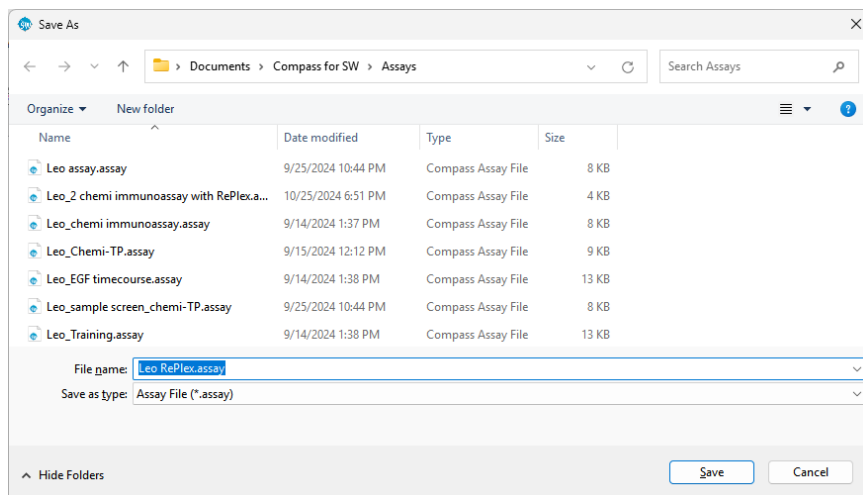 SW Save As
Documents > Compass for SW > Assays
Search Assays
Organize New folder
Name Date modified Type Size
Leo assay.assay 9/25/2024 10:44 PM Compass Assay File 8 KB
Leo_2 chemi immunoassay with RePlex.a... 10/25/2024 6:51 PM Compass Assay File 4 KB
Leo_chemi immunoassay.assay 9/14/2024 1:37 PM Compass Assay File 8 KB
Leo_Chemi-TP.assay 9/15/2024 12:12 PM Compass Assay File 9 KB
Leo_EGF timecourse.assay 9/14/2024 1:38 PM Compass Assay File 13 KB
Leo_sample screen_chemi-TP.assay 9/25/2024 10:44 PM Compass Assay File 8 KB
Leo_Training.assay 9/14/2024 1:38 PM Compass Assay File 13 KB
File name: Leo RePlex.assay
Save as type: Assay File (*.assay)
Hide Folders
Save Cancel